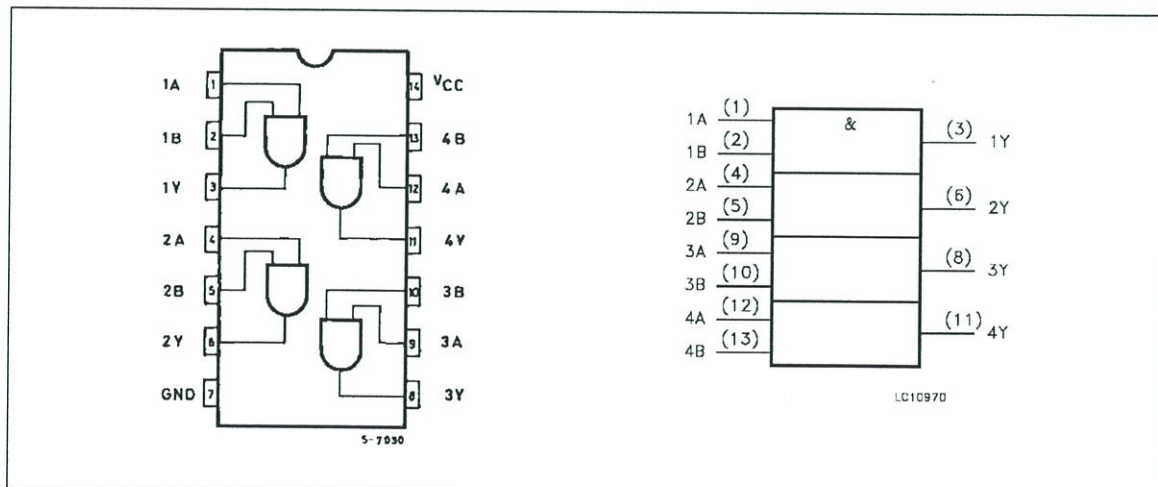 1A 1 14 VCC
1B 2 13 4B
1Y 3 12 4A
2A 4 11 4Y
2B 5 10 3B
2Y 6 9 3A
GND 7 8 3Y
S-7930
&
1A (1)
1B (2)
(3) 1Y
2A (4)
2B (5)
(6) 2Y
3A (9)
3B (10)
(8) 3Y
4A (12)
4B (13)
(11) 4Y
LC10970